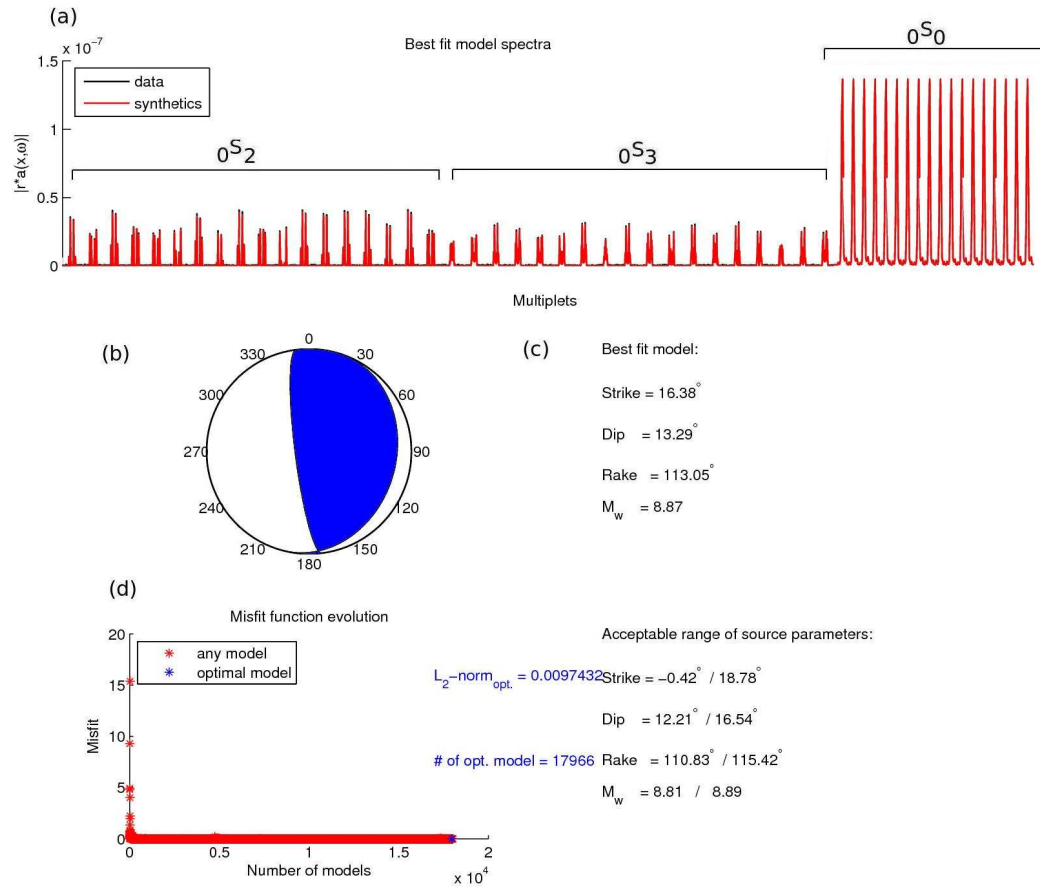 (a)
x 10⁻⁷
Best fit model spectra
₀S₀
1.5
1
0.5
0
|r*a(x,ω)|
data
synthetics
₀S₂
₀S₃
Multiplets
(b)
0
30
60
90
120
150
180
210
240
270
300
330
(c)
Best fit model:
Strike = 16.38°
Dip = 13.29°
Rake = 113.05°
M_w = 8.87
(d)
Misfit function evolution
20
15
10
5
0
Misfit
any model
optimal model
L₂−norm_opt. = 0.0097432
# of opt. model = 17966
0
0.5
1
1.5
2
x 10⁴
Number of models
Acceptable range of source parameters:
Strike = −0.42° / 18.78°
Dip = 12.21° / 16.54°
Rake = 110.83° / 115.42°
M_w = 8.81 / 8.89